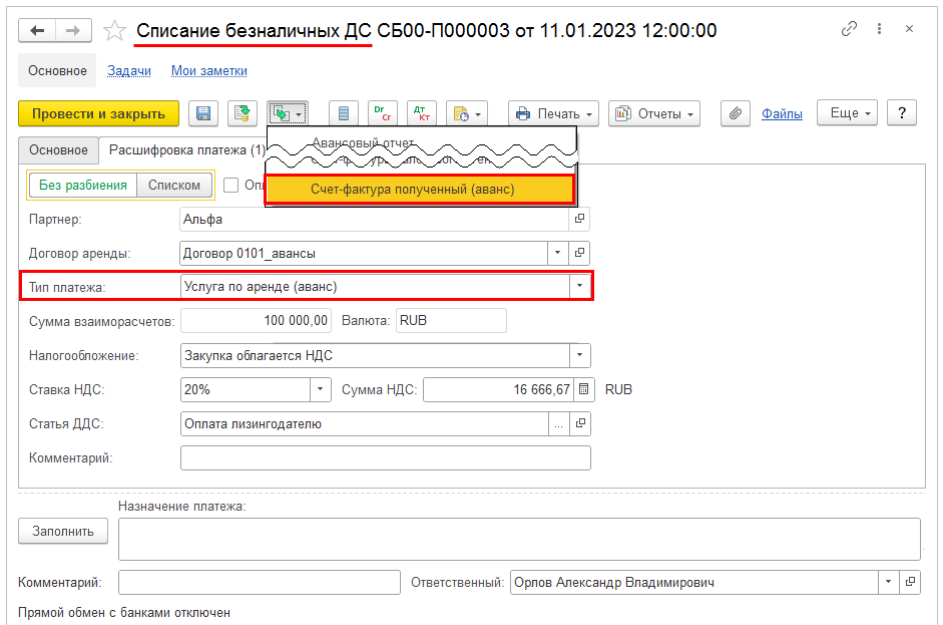 Списание безналичных ДС СБ00-П000003 от 11.01.2023 12:00:00
Основное Задачи Мои заметки
Провести и закрыть Dr Cr Дт Кт Печать Отчеты Файлы Еще ?
Авансовый отчет
Основное Расшифровка платежа (1)
Без разбиения Списком
Счет-фактура полученный (аванс)
Партнер: Альфа
Договор аренды: Договор 0101_авансы
Тип платежа: Услуга по аренде (аванс)
Сумма взаиморасчетов: 100 000,00 Валюта: RUB
Налогообложение: Закупка облагается НДС
Ставка НДС: 20% Сумма НДС: 16 666,67 RUB
Статья ДДС: Оплата лизингодателю ...
Комментарий:
Назначение платежа:
Заполнить
Комментарий: Ответственный: Орлов Александр Владимирович
Прямой обмен с банками отключен